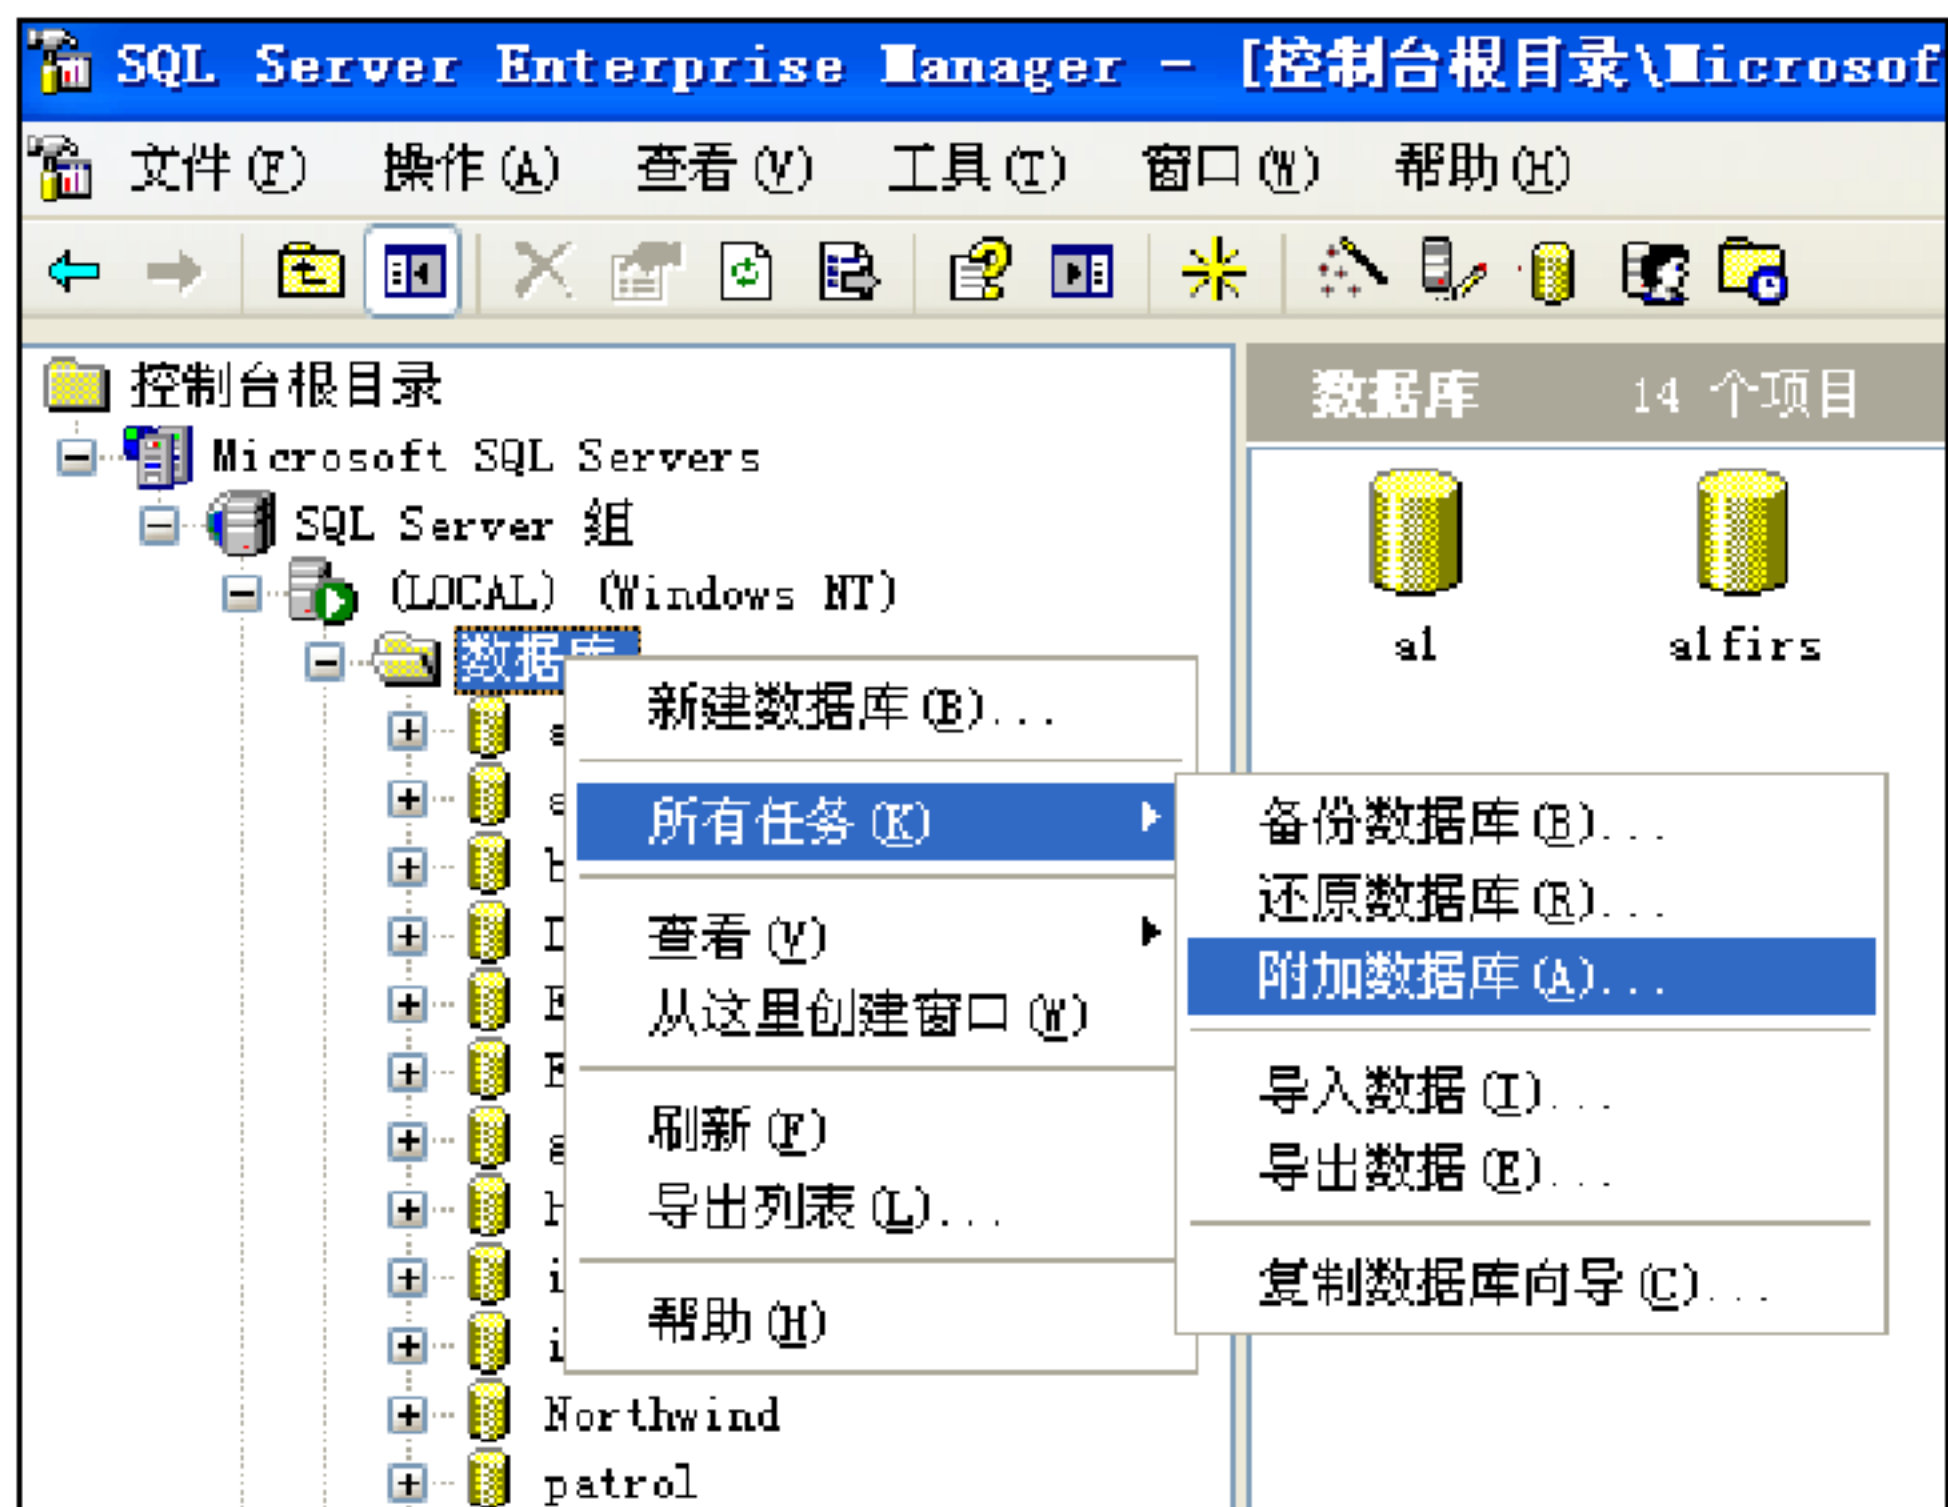 SQL Server Enterprise Manager - [控制台根目录\Microsof
文件(F) 操作(A) 查看(V) 工具(T) 窗口(W) 帮助(H)
控制台根目录
Microsoft SQL Servers
SQL Server 组
(LOCAL) (Windows NT)
数据库
Northwind
patrol
新建数据库(B)...
所有任务(K)
查看(V)
从这里创建窗口(W)
刷新(F)
导出列表(L)...
帮助(H)
备份数据库(B)...
还原数据库(R)...
附加数据库(A)...
导入数据(I)...
导出数据(E)...
复制数据库向导(C)...
数据库 14 个项目
al alfirs